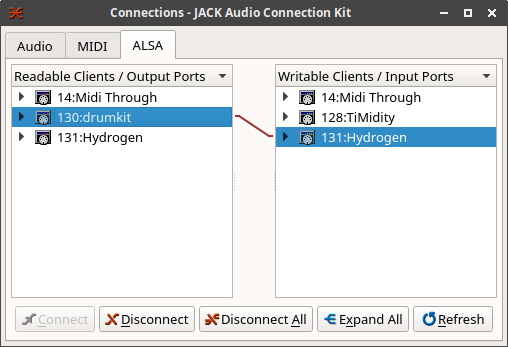 Connections - JACK Audio Connection Kit
Audio MIDI ALSA
Readable Clients / Output Ports Writable Clients / Input Ports
14:Midi Through 14:Midi Through
130:drumkit 128:TiMidity
131:Hydrogen 131:Hydrogen
Connect Disconnect Disconnect All Expand All Refresh